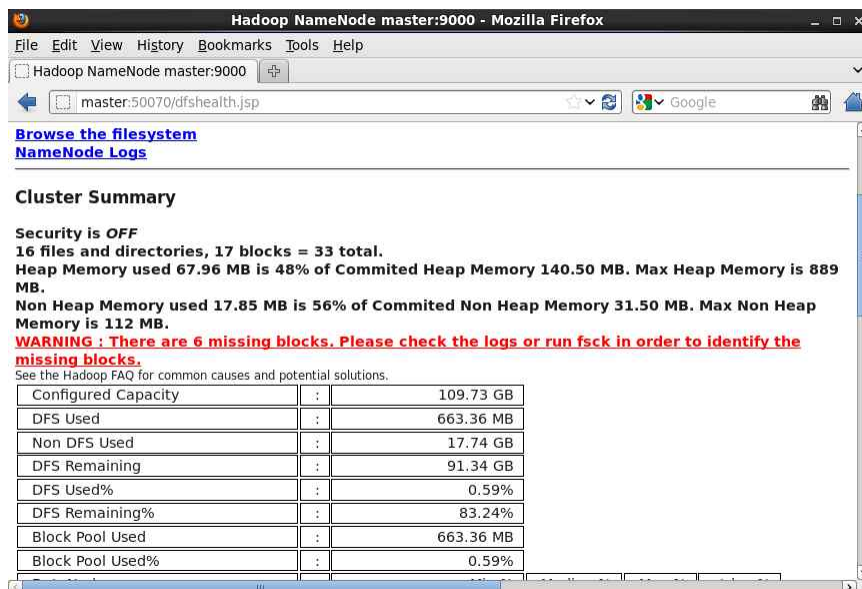 Hadoop NameNode master:9000 - Mozilla Firefox
File Edit View History Bookmarks Tools Help
Hadoop NameNode master:9000
master:50070/dfshealth.jsp
Google
Browse the filesystem
NameNode Logs
Cluster Summary
Security is OFF
16 files and directories, 17 blocks = 33 total.
Heap Memory used 67.96 MB is 48% of Commited Heap Memory 140.50 MB. Max Heap Memory is 889
MB.
Non Heap Memory used 17.85 MB is 56% of Commited Non Heap Memory 31.50 MB. Max Non Heap
Memory is 112 MB.
WARNING : There are 6 missing blocks. Please check the logs or run fsck in order to identify the
missing blocks.
See the Hadoop FAQ for common causes and potential solutions.
Configured Capacity : 109.73 GB
DFS Used : 663.36 MB
Non DFS Used : 17.74 GB
DFS Remaining : 91.34 GB
DFS Used% : 0.59%
DFS Remaining% : 83.24%
Block Pool Used : 663.36 MB
Block Pool Used% : 0.59%